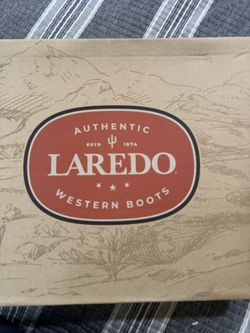 AUTHENTIC
ESTD 1974
LAREDO
WESTERN BOOTS